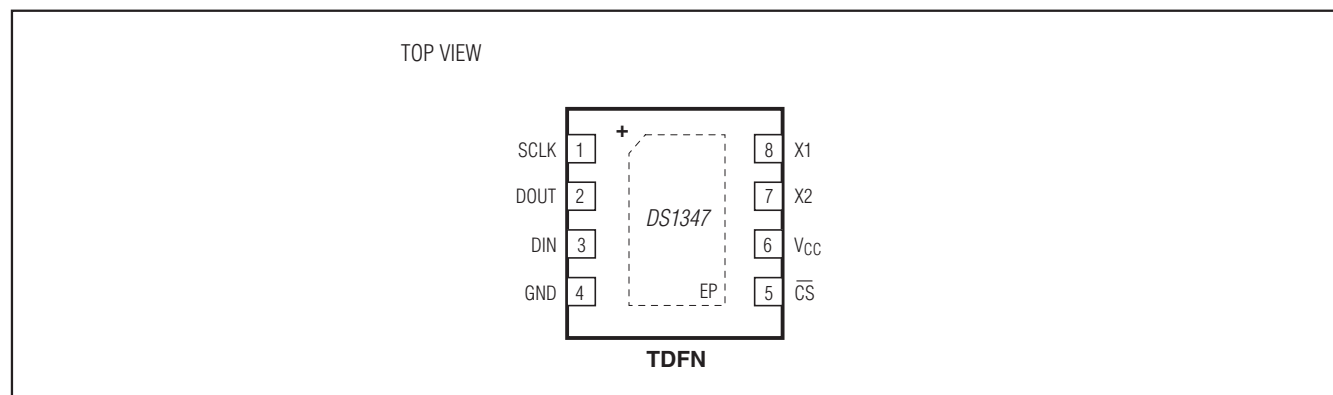 TOP VIEW
+
SCLK 1 8 X1
DOUT 2 7 X2
DS1347
DIN 3 6 VCC
GND 4 EP 5 C̅S̅
TDFN